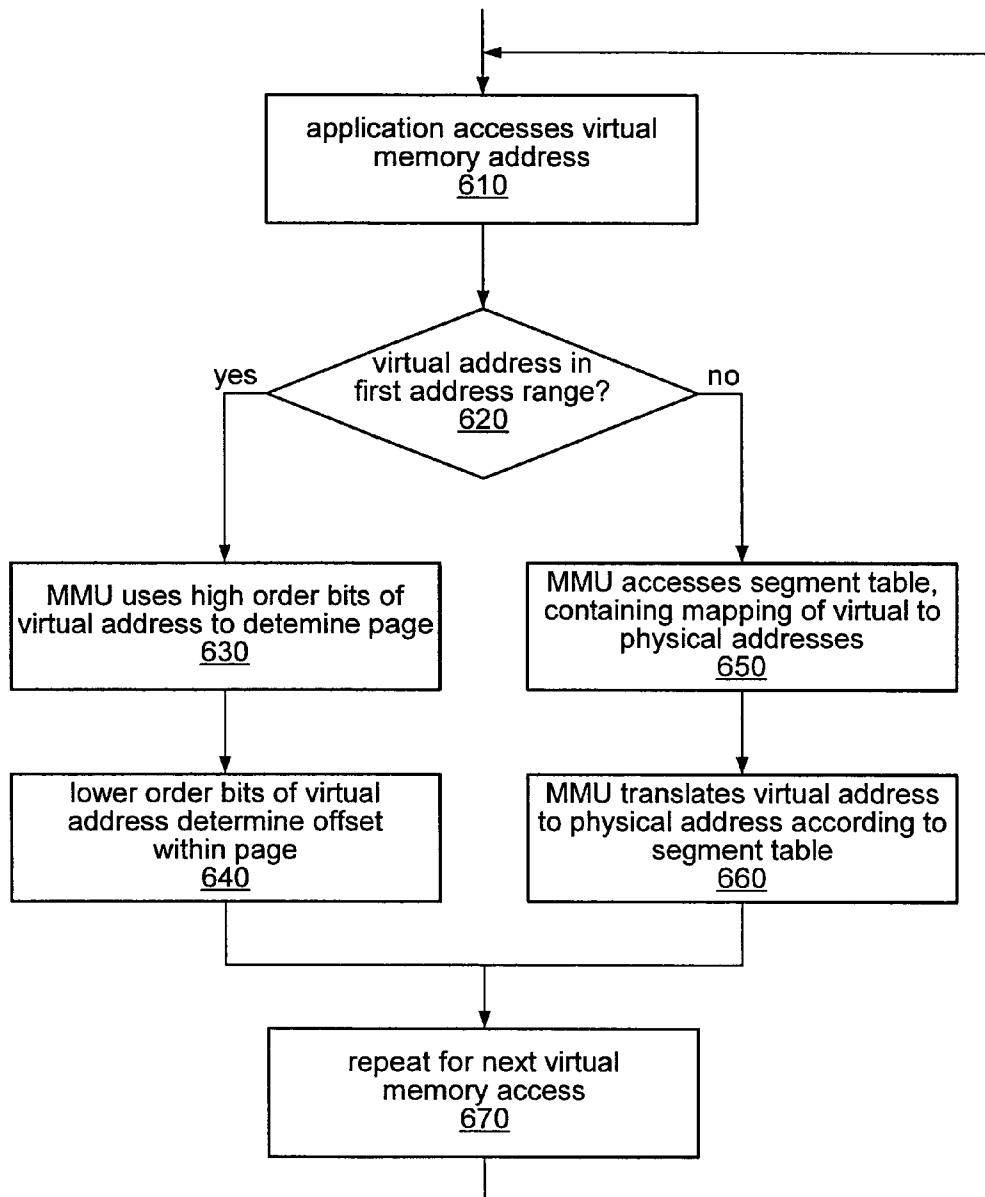 application accesses virtual
memory address
610
virtual address in
first address range?
620
yes
no
MMU uses high order bits of
virtual address to detemine page
630
lower order bits of virtual
address determine offset
within page
640
MMU accesses segment table,
containing mapping of virtual to
physical addresses
650
MMU translates virtual address
to physical address according to
segment table
660
repeat for next virtual
memory access
670